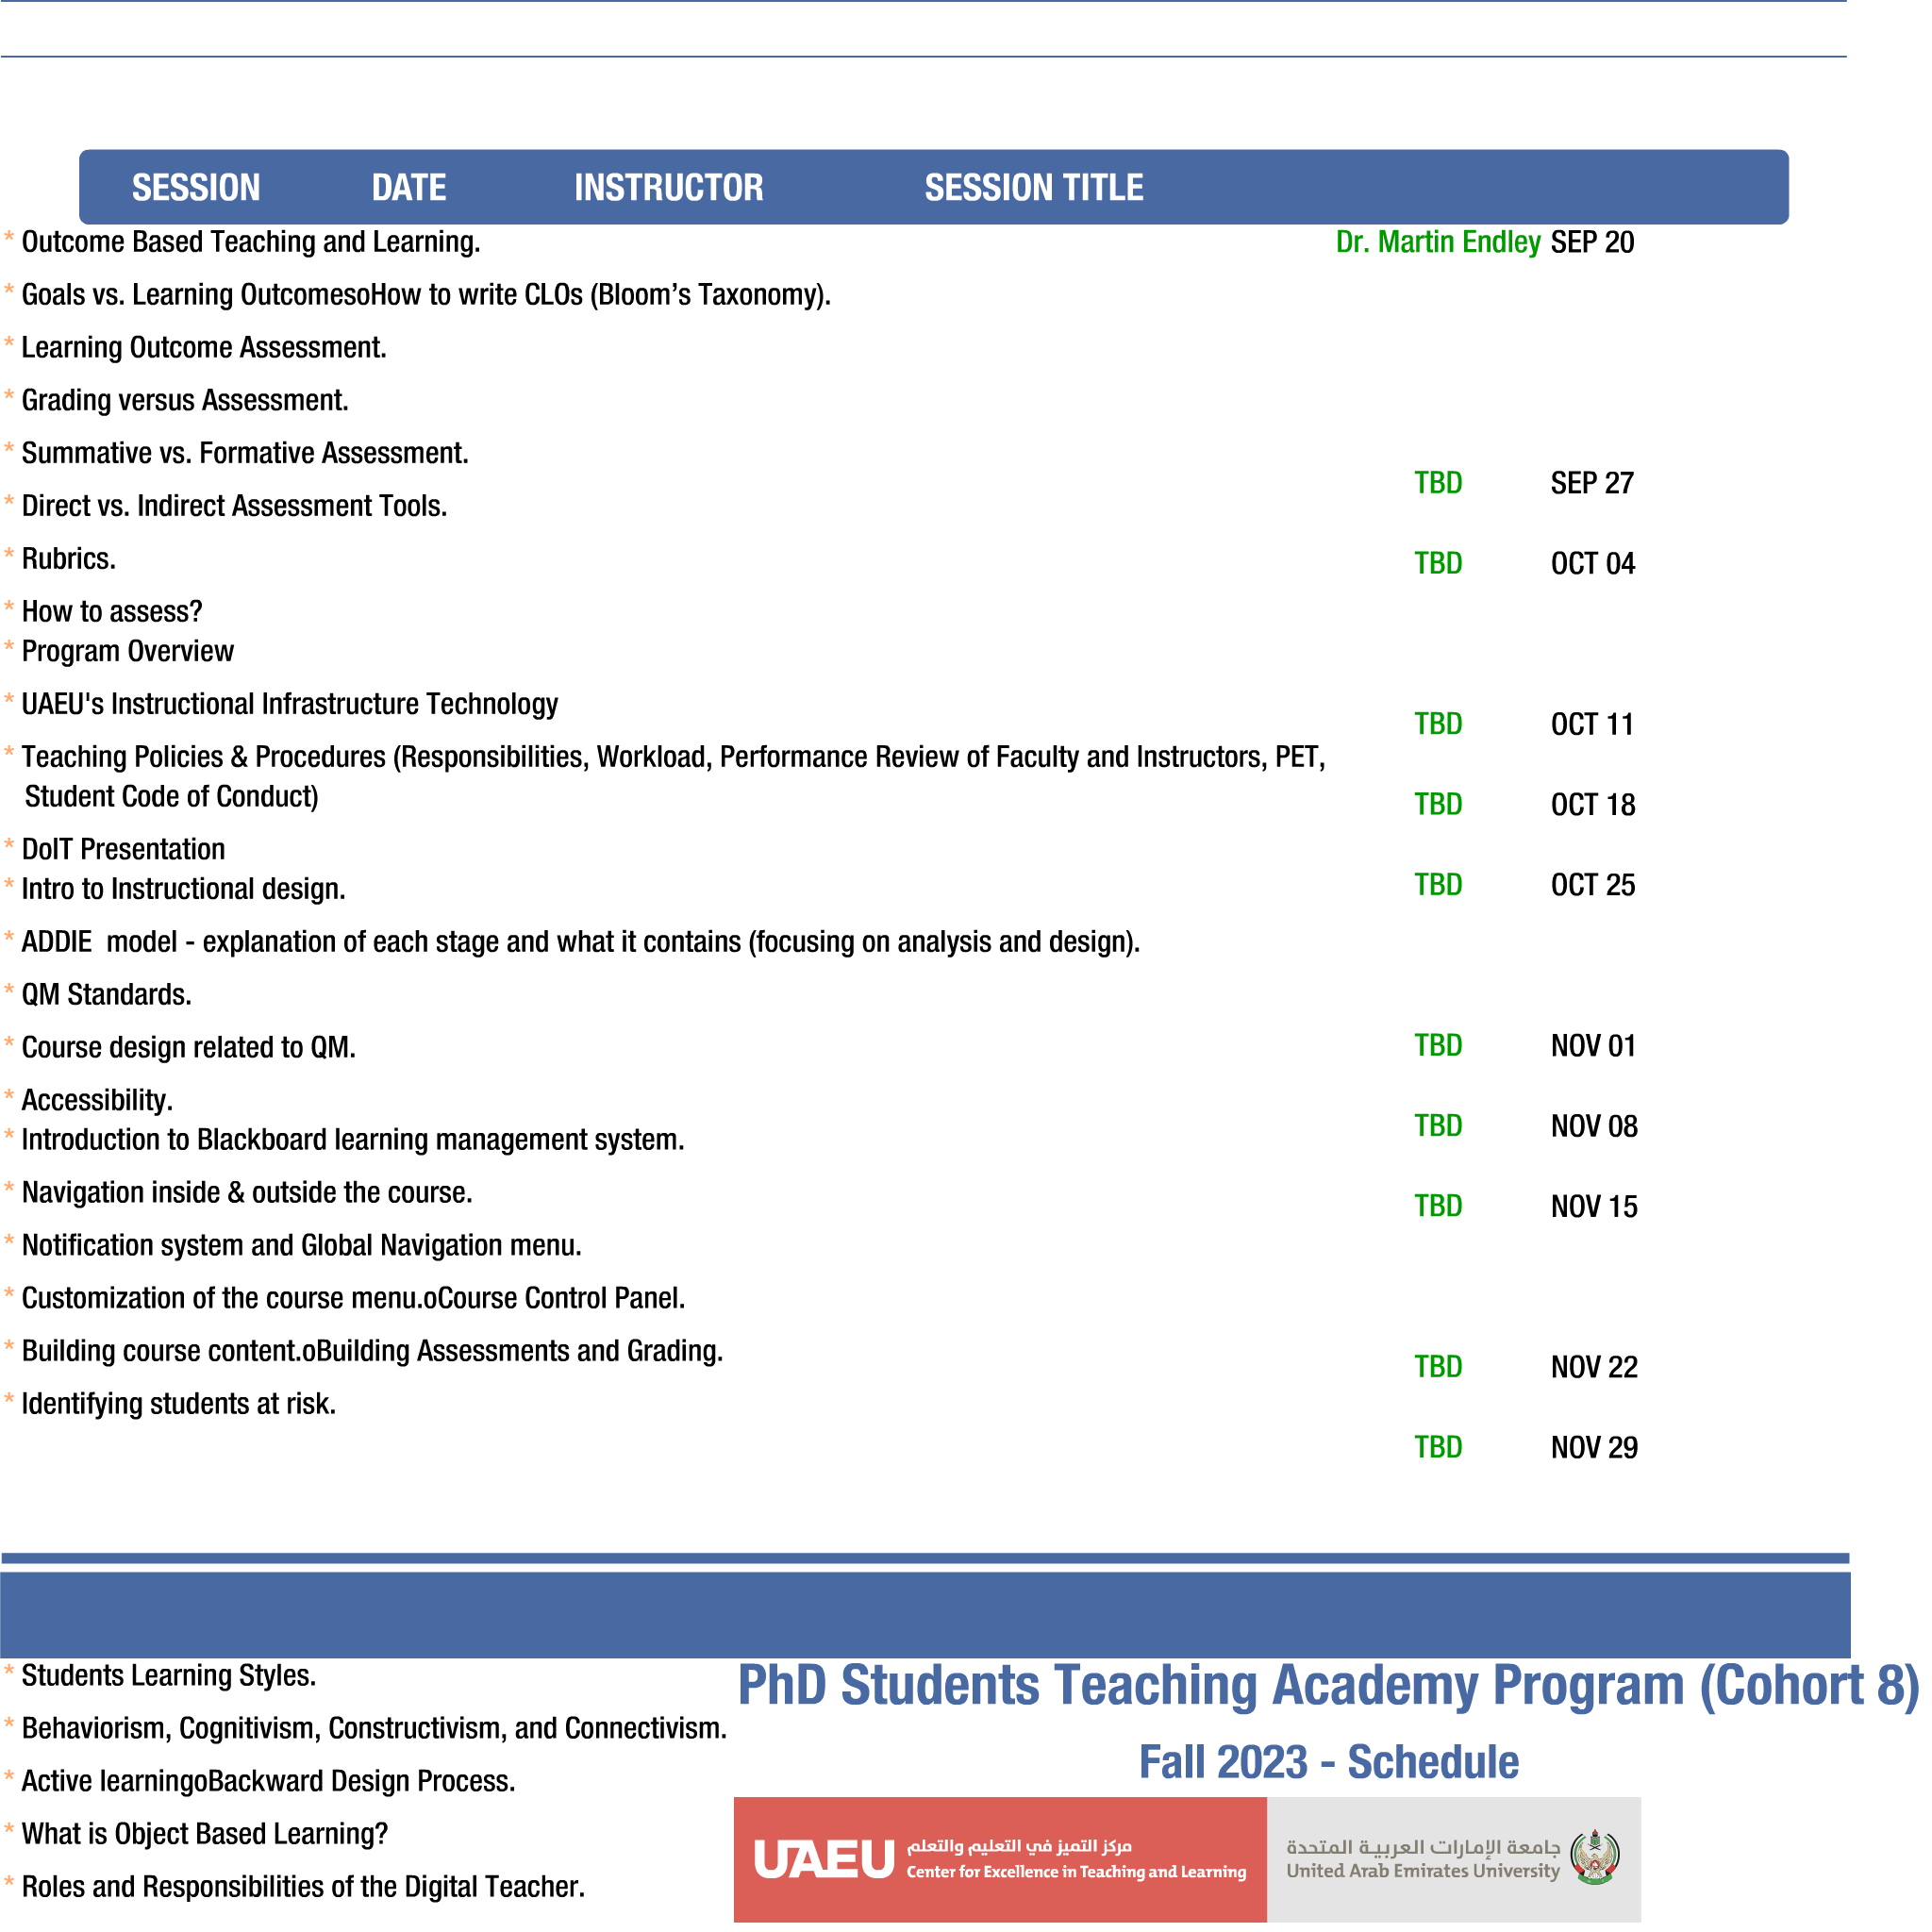 SESSION DATE INSTRUCTOR SESSION TITLE
* Outcome Based Teaching and Learning. Dr. Martin Endley SEP 20
* Goals vs. Learning OutcomesoHow to write CLOs (Bloom’s Taxonomy).
* Learning Outcome Assessment.
* Grading versus Assessment.
* Summative vs. Formative Assessment.
TBD SEP 27
* Direct vs. Indirect Assessment Tools.
* Rubrics. TBD OCT 04
* How to assess?
* Program Overview
* UAEU's Instructional Infrastructure Technology
TBD OCT 11
* Teaching Policies & Procedures (Responsibilities, Workload, Performance Review of Faculty and Instructors, PET,
Student Code of Conduct) TBD OCT 18
* DoIT Presentation
* Intro to Instructional design. TBD OCT 25
* ADDIE  model - explanation of each stage and what it contains (focusing on analysis and design).
* QM Standards.
* Course design related to QM. TBD NOV 01
* Accessibility.
TBD NOV 08
* Introduction to Blackboard learning management system.
* Navigation inside & outside the course. TBD NOV 15
* Notification system and Global Navigation menu.
* Customization of the course menu.oCourse Control Panel.
* Building course content.oBuilding Assessments and Grading.
TBD NOV 22
* Identifying students at risk.
TBD NOV 29
* Students Learning Styles.
PhD Students Teaching Academy Program (Cohort 8)
* Behaviorism, Cognitivism, Constructivism, and Connectivism.
Fall 2023 - Schedule
* Active learningoBackward Design Process.
* What is Object Based Learning?
* Roles and Responsibilities of the Digital Teacher.
UAEU
مركز التميز في التعليم والتعلم
Center for Excellence in Teaching and Learning
جامعة الإمارات العربية المتحدة
United Arab Emirates University